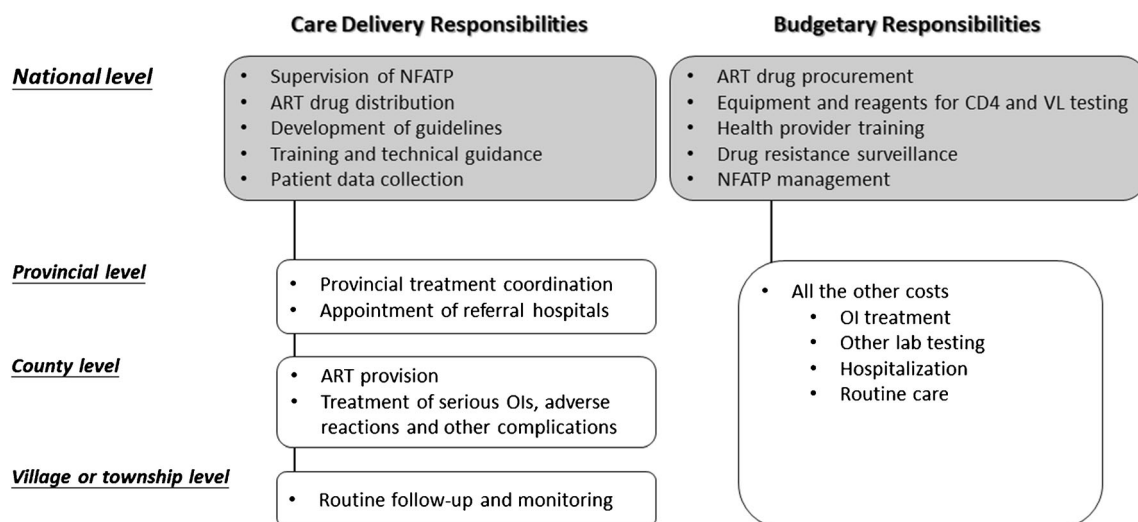 Care Delivery Responsibilities
Budgetary Responsibilities
National level
• Supervision of NFATP
• ART drug distribution
• Development of guidelines
• Training and technical guidance
• Patient data collection
• ART drug procurement
• Equipment and reagents for CD4 and VL testing
• Health provider training
• Drug resistance surveillance
• NFATP management
Provincial level
• Provincial treatment coordination
• Appointment of referral hospitals
County level
• ART provision
• Treatment of serious OIs, adverse
reactions and other complications
Village or township level
• Routine follow-up and monitoring
• All the other costs
• OI treatment
• Other lab testing
• Hospitalization
• Routine care